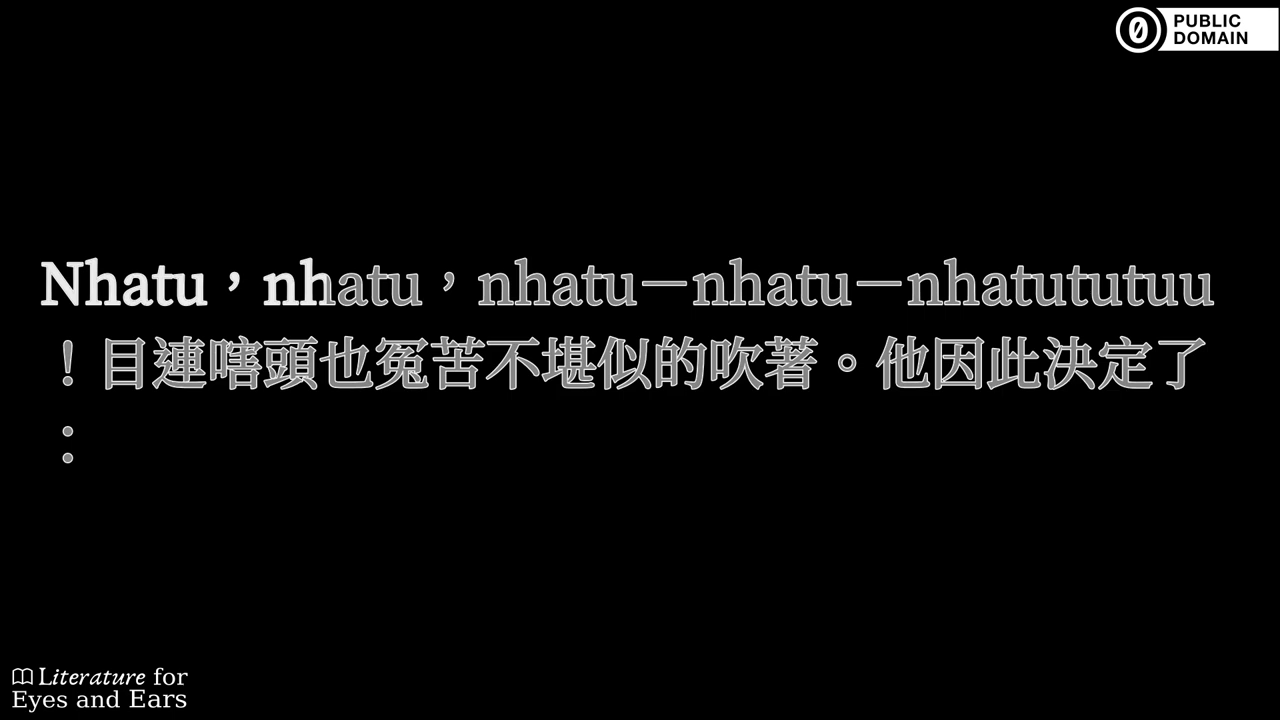 PUBLIC
DOMAIN
Nhatu，nhatu，nhatu－nhatu－nhatututuu
！目連嗐頭也冤苦不堪似的吹著。他因此決定了
：
Literature for
Eyes and Ears